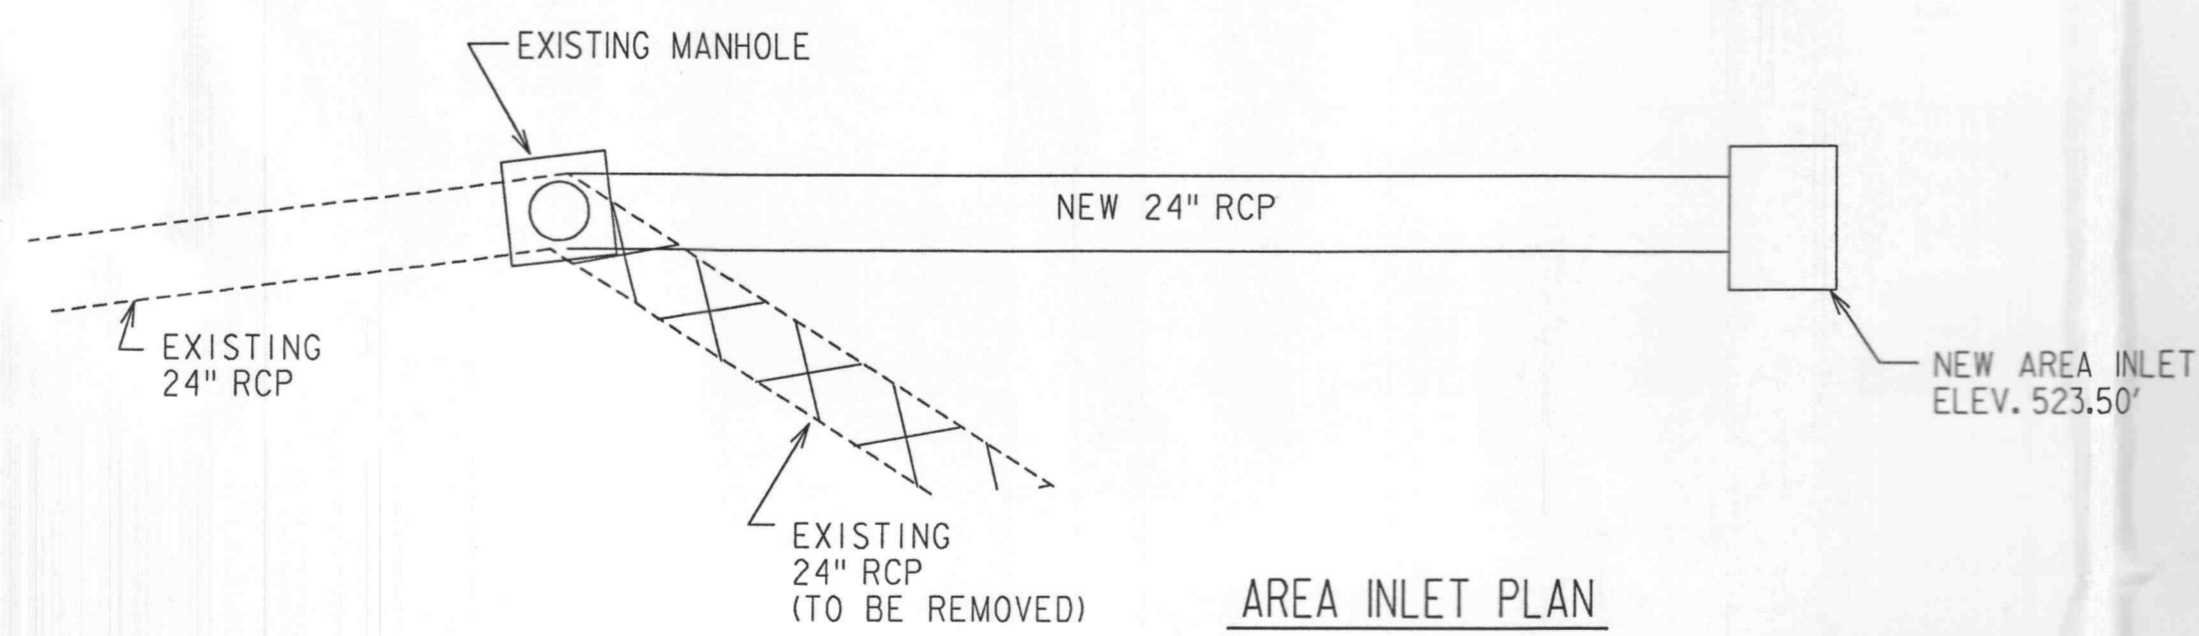 EXISTING MANHOLE
NEW 24" RCP
EXISTING
24" RCP
NEW AREA INLET
ELEV. 523.50'
EXISTING
24" RCP
(TO BE REMOVED)
AREA INLET PLAN